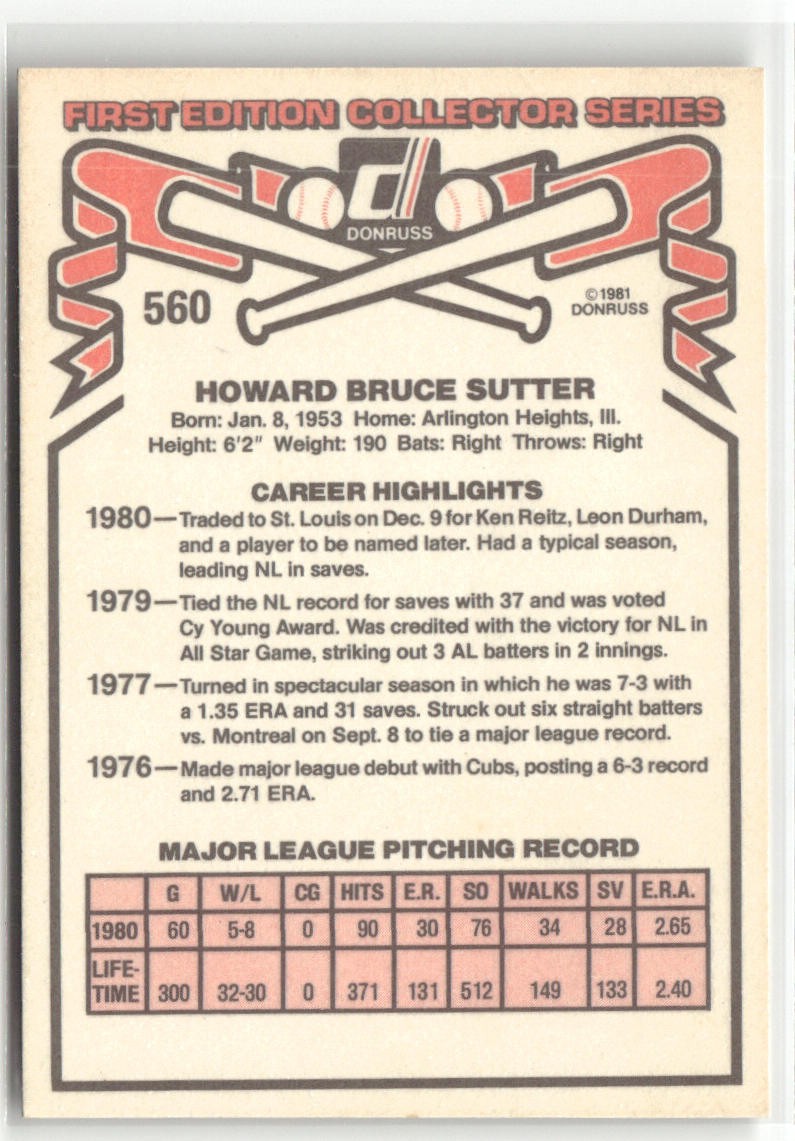 FIRST EDITION COLLECTOR SERIES
d
DONRUSS
560
©1981
DONRUSS
HOWARD BRUCE SUTTER
Born: Jan. 8, 1953 Home: Arlington Heights, Ill.
Height: 6'2" Weight: 190 Bats: Right Throws: Right
CAREER HIGHLIGHTS
1980—Traded to St. Louis on Dec. 9 for Ken Reitz, Leon Durham,
and a player to be named later. Had a typical season,
leading NL in saves.
1979—Tied the NL record for saves with 37 and was voted
Cy Young Award. Was credited with the victory for NL in
All Star Game, striking out 3 AL batters in 2 innings.
1977—Turned in spectacular season in which he was 7-3 with
a 1.35 ERA and 31 saves. Struck out six straight batters
vs. Montreal on Sept. 8 to tie a major league record.
1976—Made major league debut with Cubs, posting a 6-3 record
and 2.71 ERA.
MAJOR LEAGUE PITCHING RECORD
G W/L CG HITS E.R. SO WALKS SV E.R.A.
1980 60 5-8 0 90 30 76 34 28 2.65
LIFE-
TIME 300 32-30 0 371 131 512 149 133 2.40